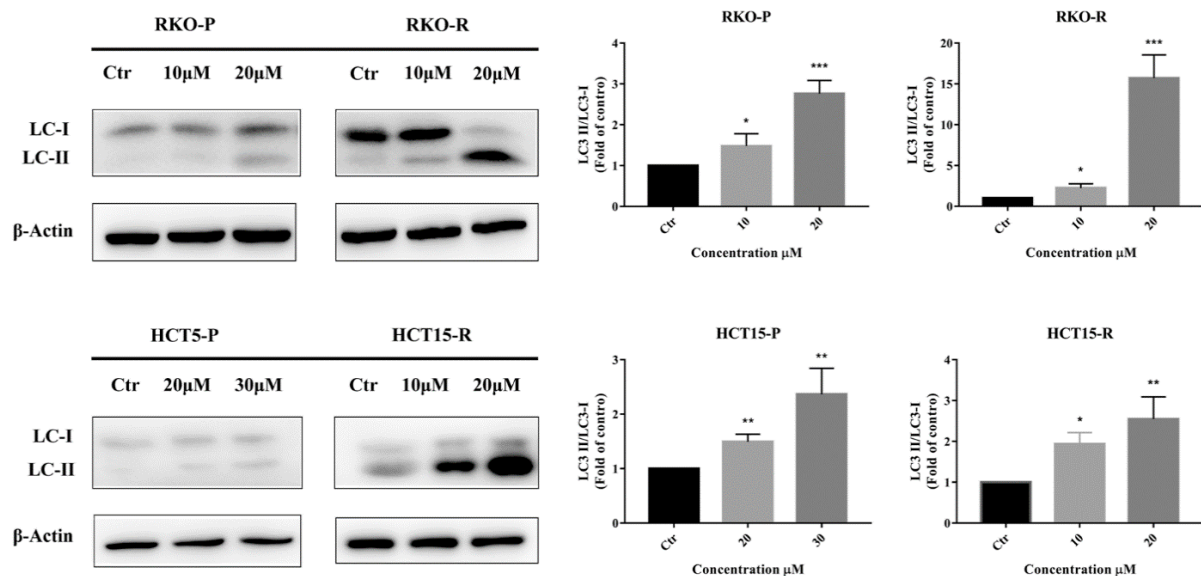 RKO-P RKO-R
Ctr 10μM 20μM Ctr 10μM 20μM
LC-I
LC-II
β-Actin
RKO-P
LC3 II/LC3-I
(Fold of contro)
4
3
2
1
0
*
***
Ctr 10 20
Concentration μM
RKO-R
LC3 II/LC3-I
(Fold of contro)
20
15
10
5
0
*
***
Ctr 10 20
Concentration μM
HCT5-P HCT15-R
Ctr 20μM 30μM Ctr 10μM 20μM
LC-I
LC-II
β-Actin
HCT15-P
LC3 II/LC3-I
(Fold of contro)
3
2
1
0
**
**
Ctr 20 30
Concentration μM
HCT15-R
LC3 II/LC3-I
(Fold of contro)
4
3
2
1
0
*
**
Ctr 10 20
Concentration μM